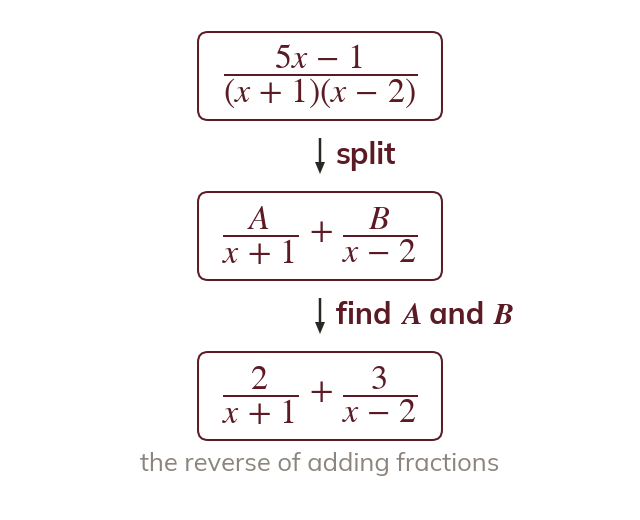 5x − 1
(x + 1)(x − 2)
split
A
x + 1
+
B
x − 2
find A and B
2
x + 1
+
3
x − 2
the reverse of adding fractions